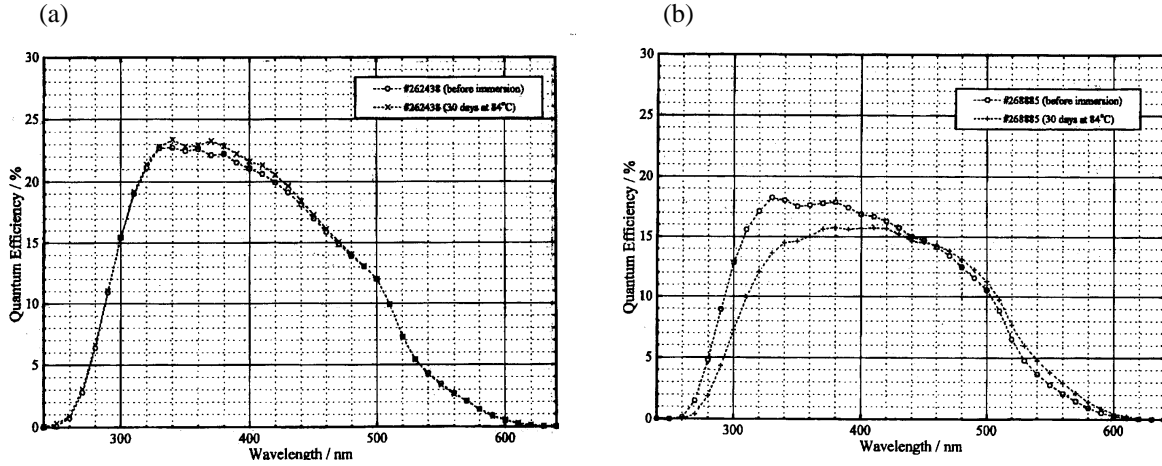 (a)
(b)
30
25
20
15
10
5
0
Quantum Efficiency / %
#262438 (before immersion)
#262438 (30 days at 84°C)
300
400
500
600
Wavelength / nm
30
25
20
15
10
5
0
Quantum Efficiency / %
#268885 (before immersion)
#268885 (30 days at 84°C)
300
400
500
600
Wavelength / nm